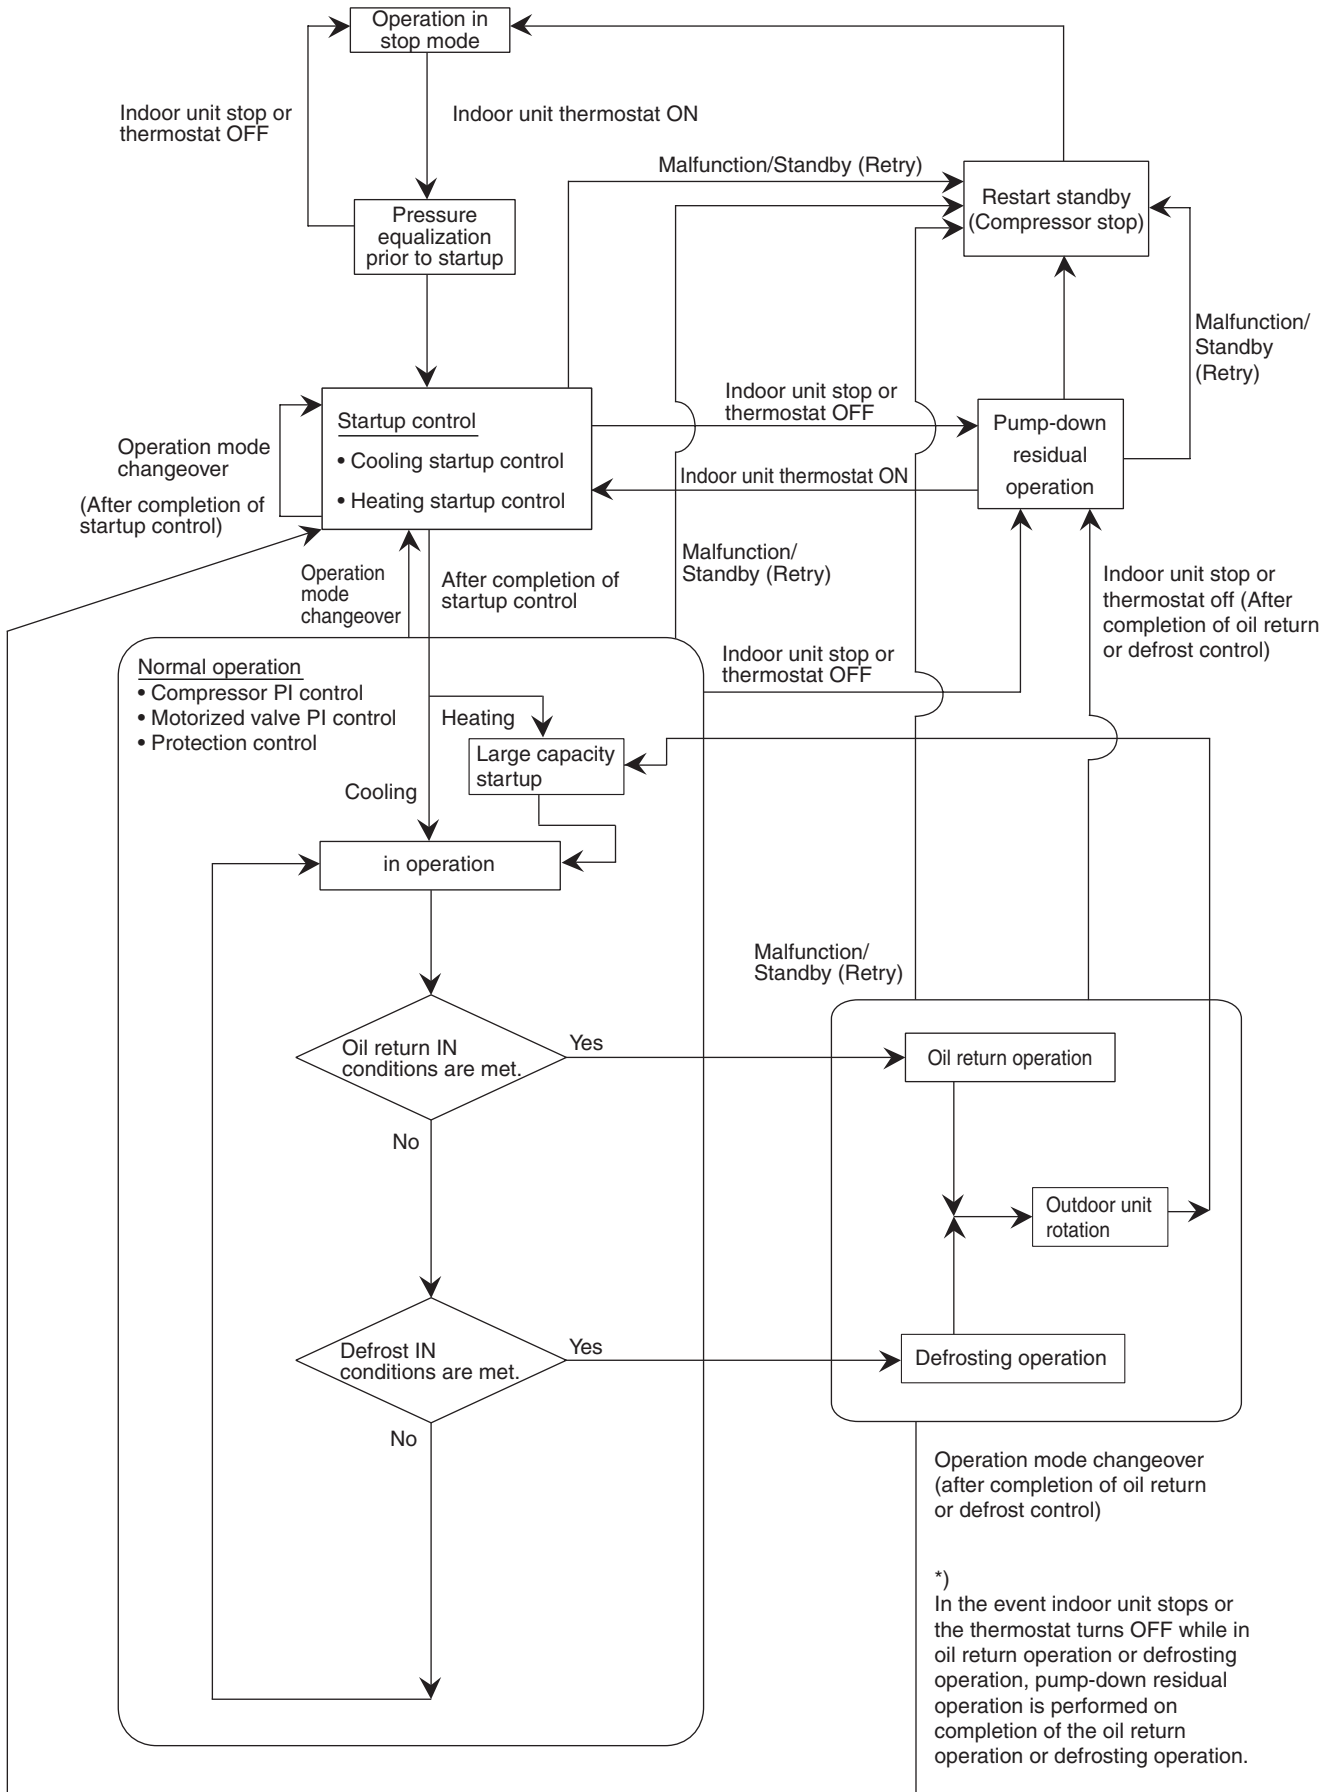 Operation in
stop mode
Indoor unit stop or
thermostat OFF
Indoor unit thermostat ON
Malfunction/Standby (Retry)
Restart standby
(Compressor stop)
Pressure
equalization
prior to startup
Malfunction/
Standby
(Retry)
Startup control
• Cooling startup control
• Heating startup control
Operation mode
changeover
(After completion of
startup control)
Indoor unit stop or
thermostat OFF
Pump-down
residual
operation
Indoor unit thermostat ON
Operation
mode
changeover
After completion of
startup control
Malfunction/
Standby (Retry)
Indoor unit stop or
thermostat off (After
completion of oil return
or defrost control)
Normal operation
• Compressor PI control
• Motorized valve PI control
• Protection control
Indoor unit stop or
thermostat OFF
Heating
Large capacity
startup
Cooling
in operation
Malfunction/
Standby (Retry)
Oil return IN
conditions are met.
Yes
Oil return operation
No
Outdoor unit
rotation
Defrost IN
conditions are met.
Yes
Defrosting operation
No
Operation mode changeover
(after completion of oil return
or defrost control)
*)
In the event indoor unit stops or
the thermostat turns OFF while in
oil return operation or defrosting
operation, pump-down residual
operation is performed on
completion of the oil return
operation or defrosting operation.